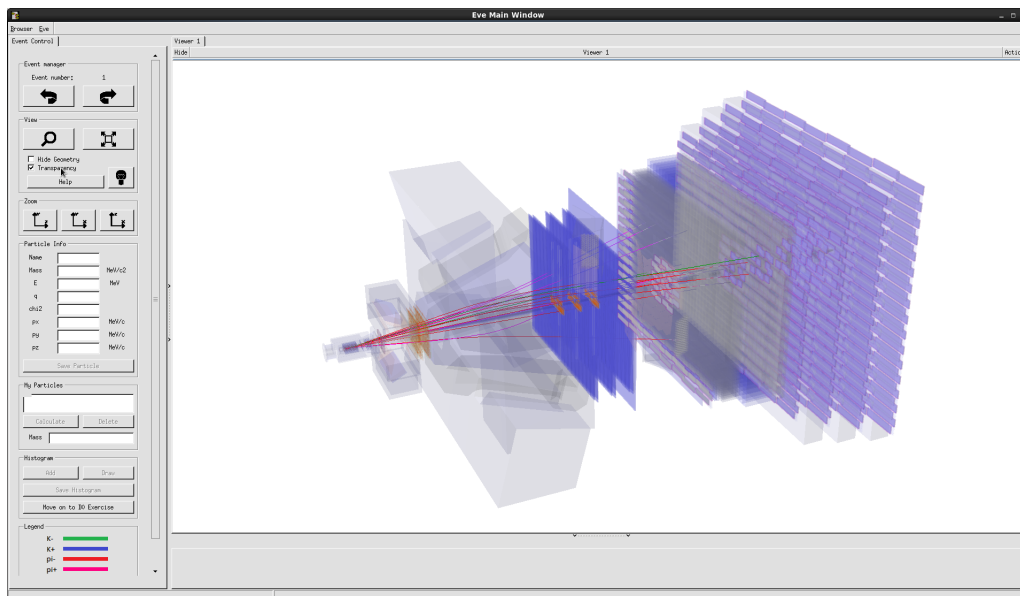 Eve Main Window
Browser Eve
Event Control
Viewer 1
Hide
Viewer 1
Event manager
Event number: 1
View
Hide Geometry
Transparency
Help
Zoom
Particle Info
Name
Mass MeV/c2
E MeV
q
chi2
px MeV/c
py MeV/c
pz MeV/c
Save Particle
My Particles
Calculate Delete
Mass
Histogram
Add Draw
Save Histogram
Move on to D0 Exercise
Legend
K-
K+
pi-
pi+